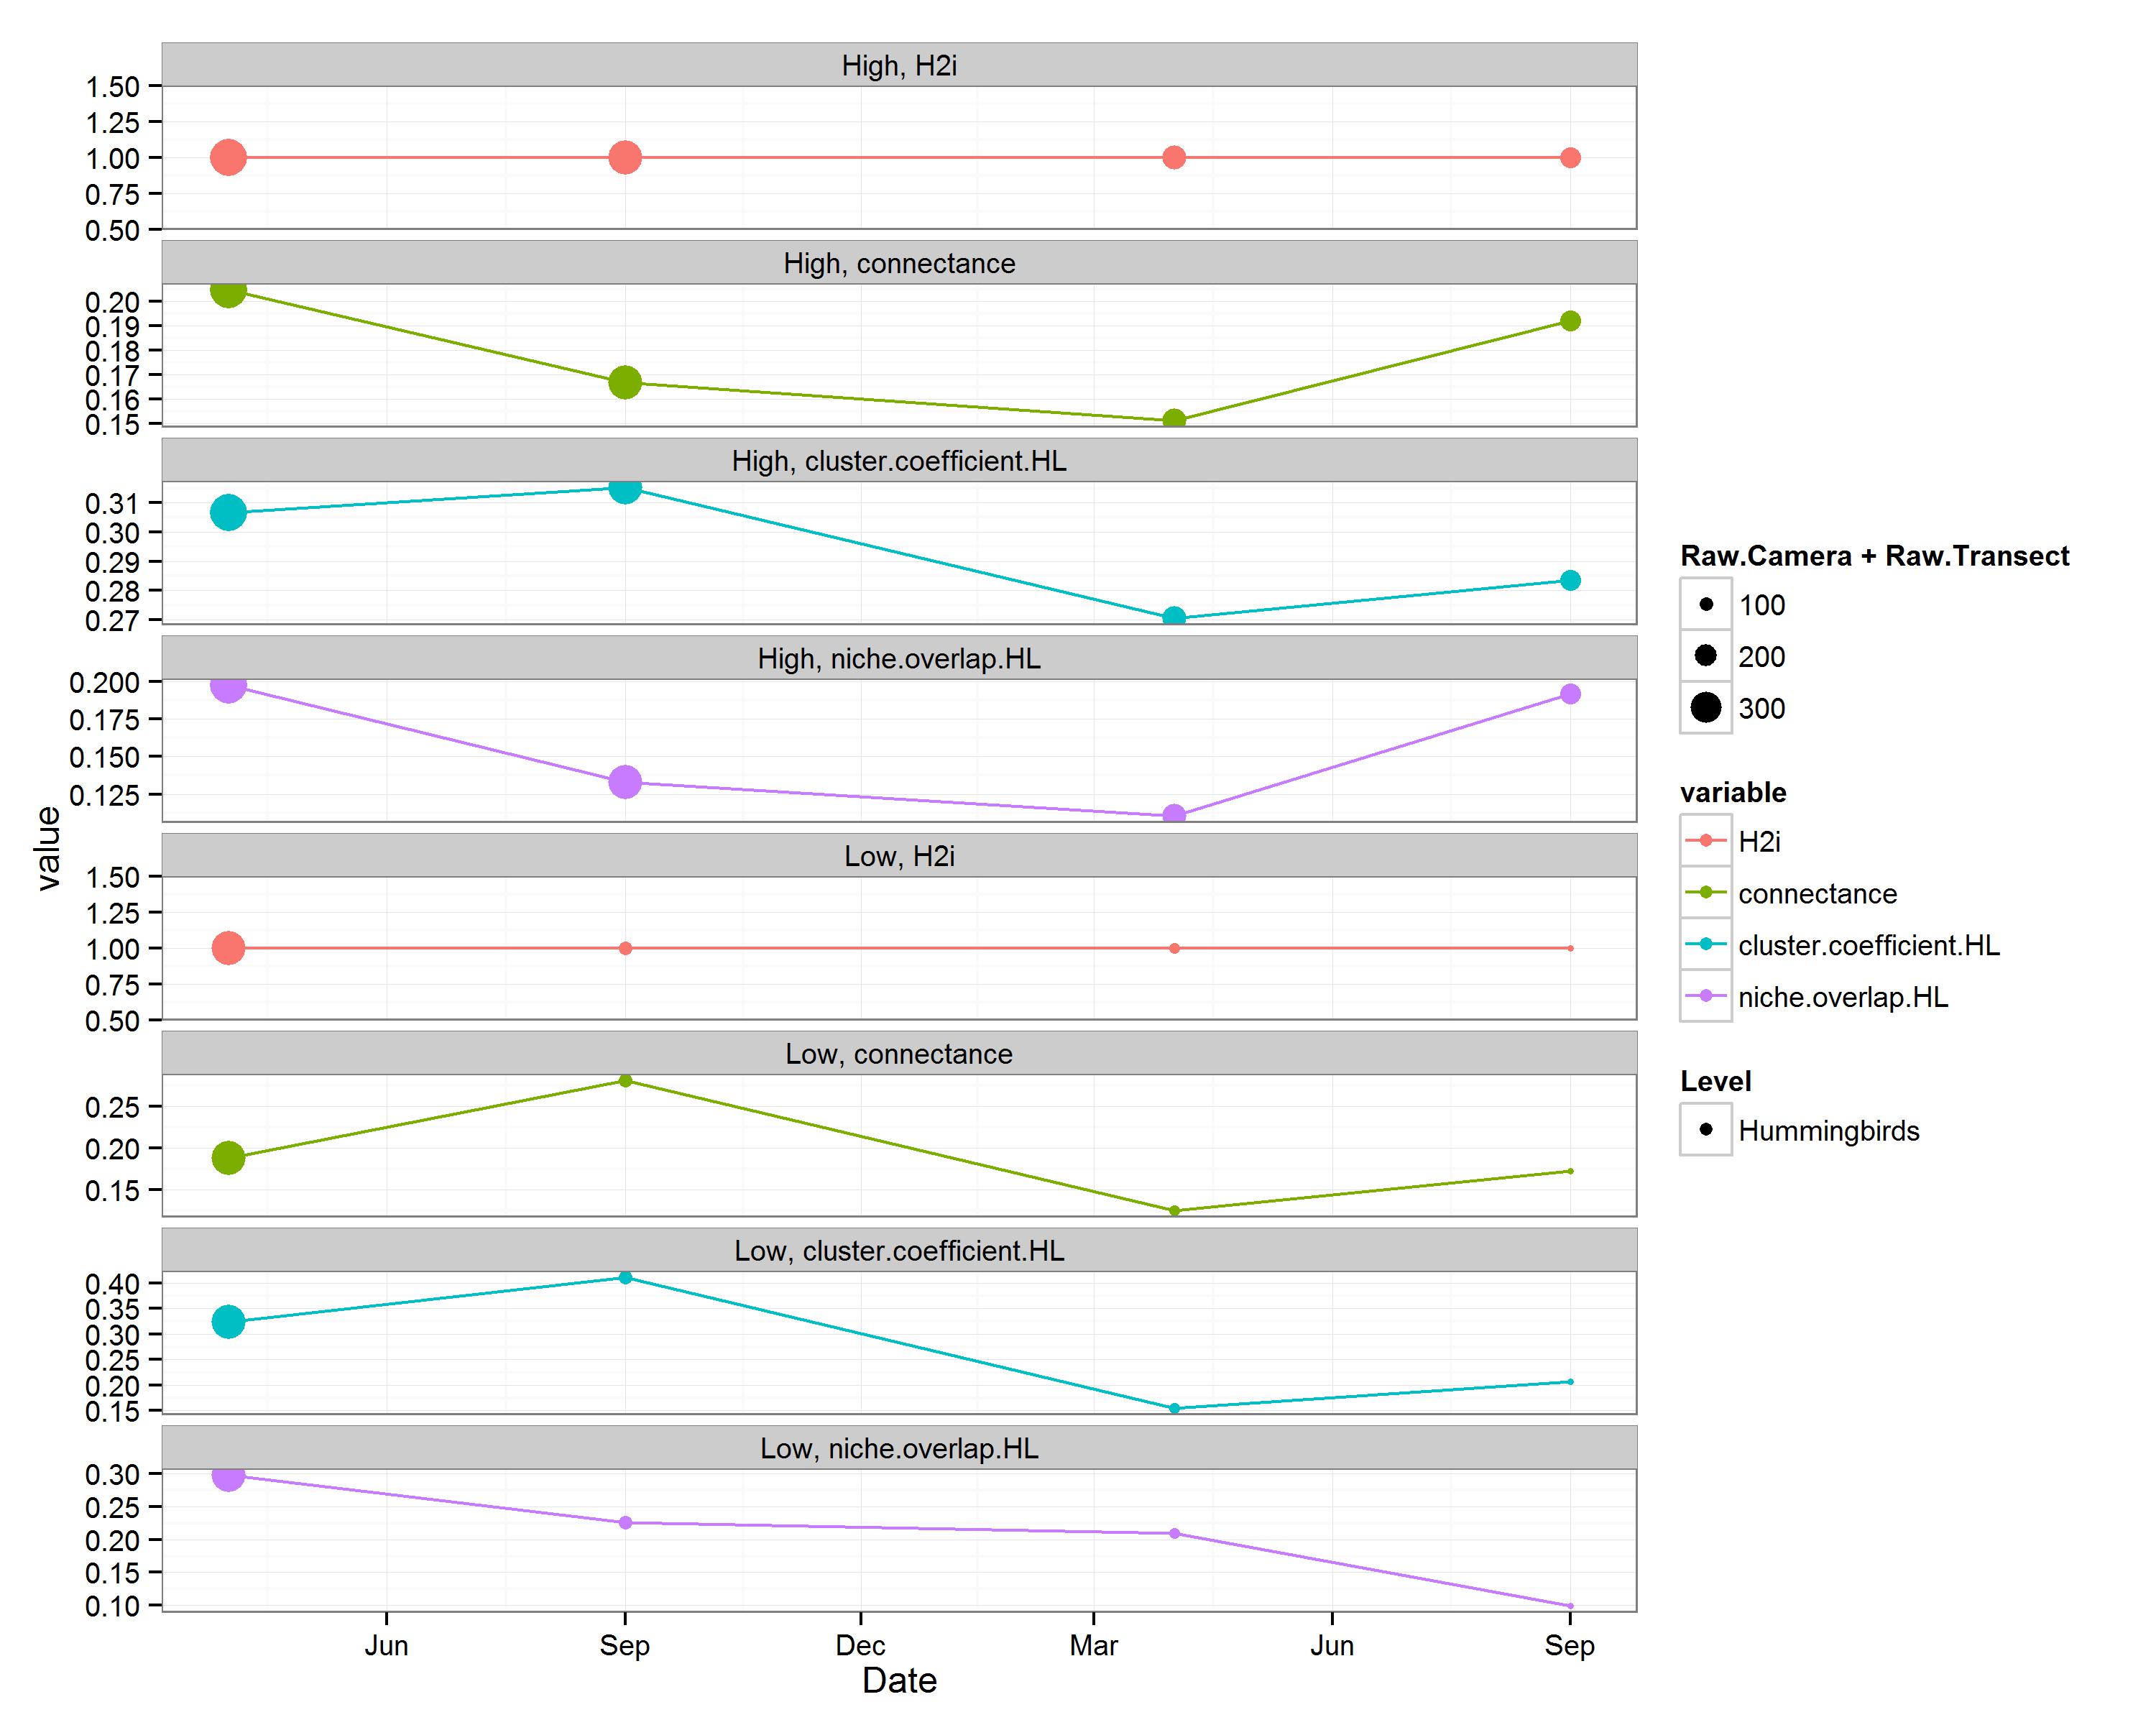 High, H2i
1.50
1.25
1.00
0.75
0.50
High, connectance
0.20
0.19
0.18
0.17
0.16
0.15
High, cluster.coefficient.HL
0.31
0.30
0.29
0.28
0.27
High, niche.overlap.HL
0.200
0.175
0.150
0.125
Low, H2i
1.50
1.25
1.00
0.75
0.50
Low, connectance
0.25
0.20
0.15
Low, cluster.coefficient.HL
0.40
0.35
0.30
0.25
0.20
0.15
Low, niche.overlap.HL
0.30
0.25
0.20
0.15
0.10
value
Jun Sep Dec Mar Jun Sep
Date
Raw.Camera + Raw.Transect
100
200
300
variable
H2i
connectance
cluster.coefficient.HL
niche.overlap.HL
Level
Hummingbirds